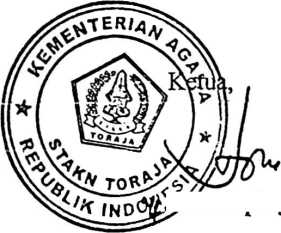 KEMENTERIAN AGAMA
Ketua,
TORAJA
STAKN TORAJA
REPUBLIK INDONESIA